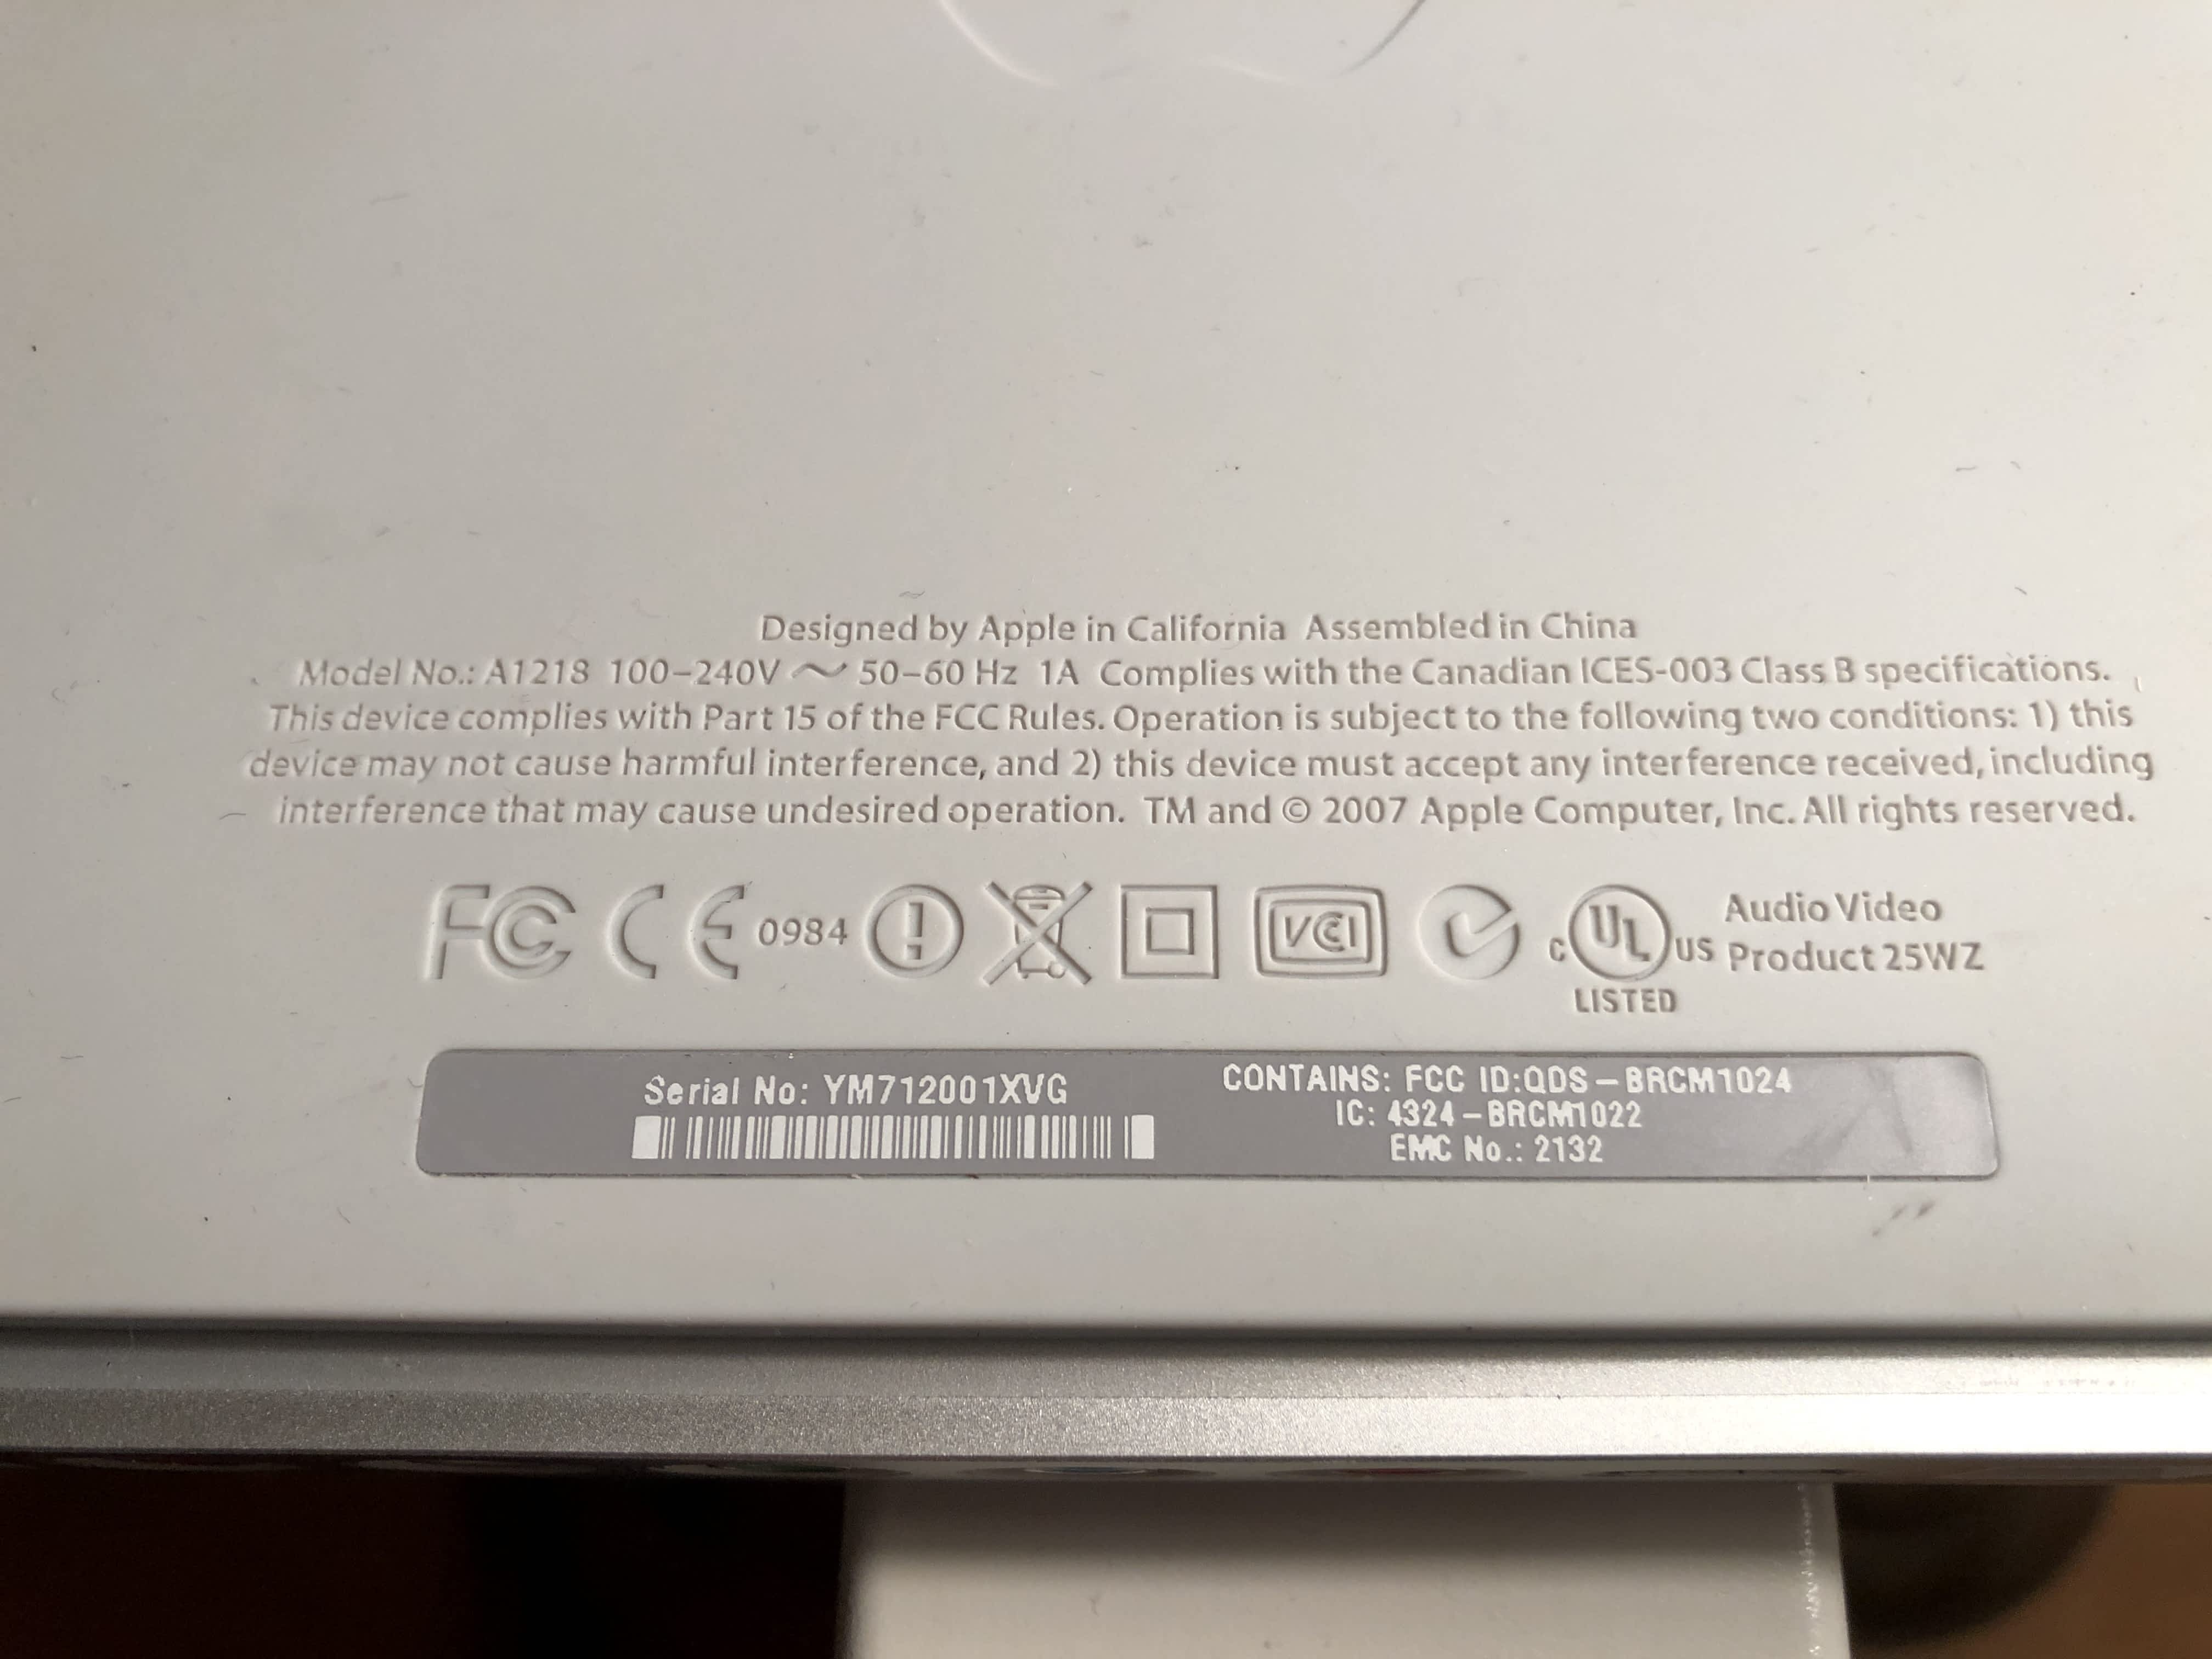 Designed by Apple in California Assembled in China
Model No.: A1218 100–240V ~ 50–60 Hz 1A Complies with the Canadian ICES-003 Class B specifications.
This device complies with Part 15 of the FCC Rules. Operation is subject to the following two conditions: 1) this
device may not cause harmful interference, and 2) this device must accept any interference received, including
interference that may cause undesired operation. TM and © 2007 Apple Computer, Inc. All rights reserved.
FC CE 0984 ! VCI C UL US LISTED Audio Video
Product 25WZ
Serial No: YM712001XVG
CONTAINS: FCC ID:QDS–BRCM1024
IC: 4324–BRCM1022
EMC No.: 2132